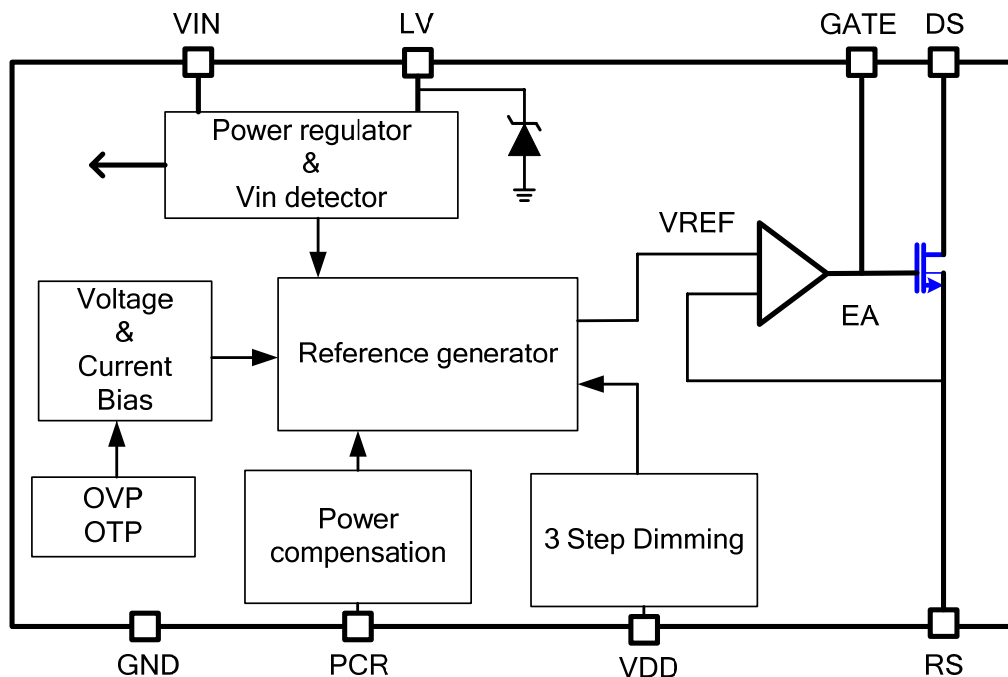 VIN
LV
GATE
DS
Power regulator
&
Vin detector
VREF
EA
Voltage
&
Current
Bias
Reference generator
OVP
OTP
Power
compensation
3 Step Dimming
GND
PCR
VDD
RS